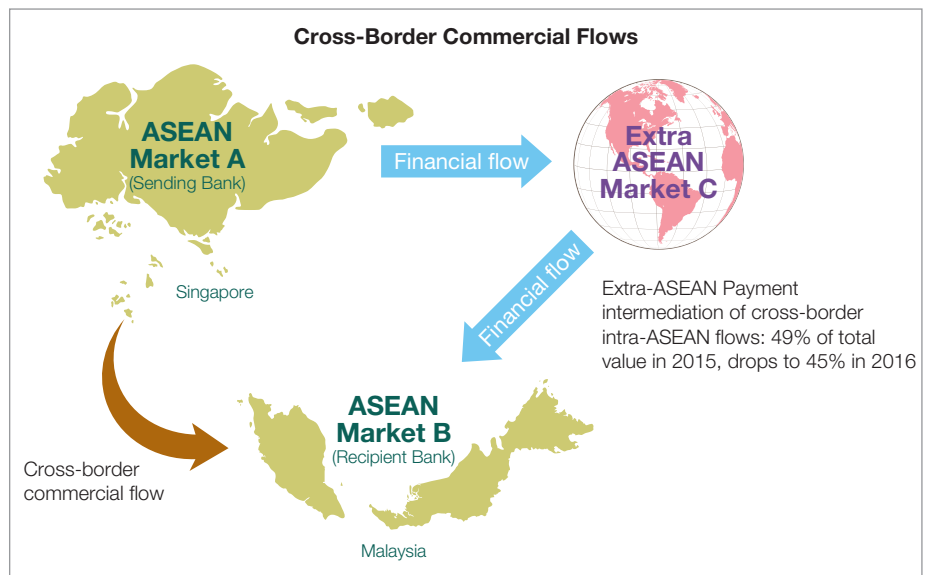 Cross-Border Commercial Flows
ASEAN
Market A
(Sending Bank)
Financial flow
Extra
ASEAN
Market C
Singapore
Financial flow
Extra-ASEAN Payment
intermediation of cross-border
intra-ASEAN flows: 49% of total
value in 2015, drops to 45% in 2016
ASEAN
Market B
(Recipient Bank)
Cross-border
commercial flow
Malaysia